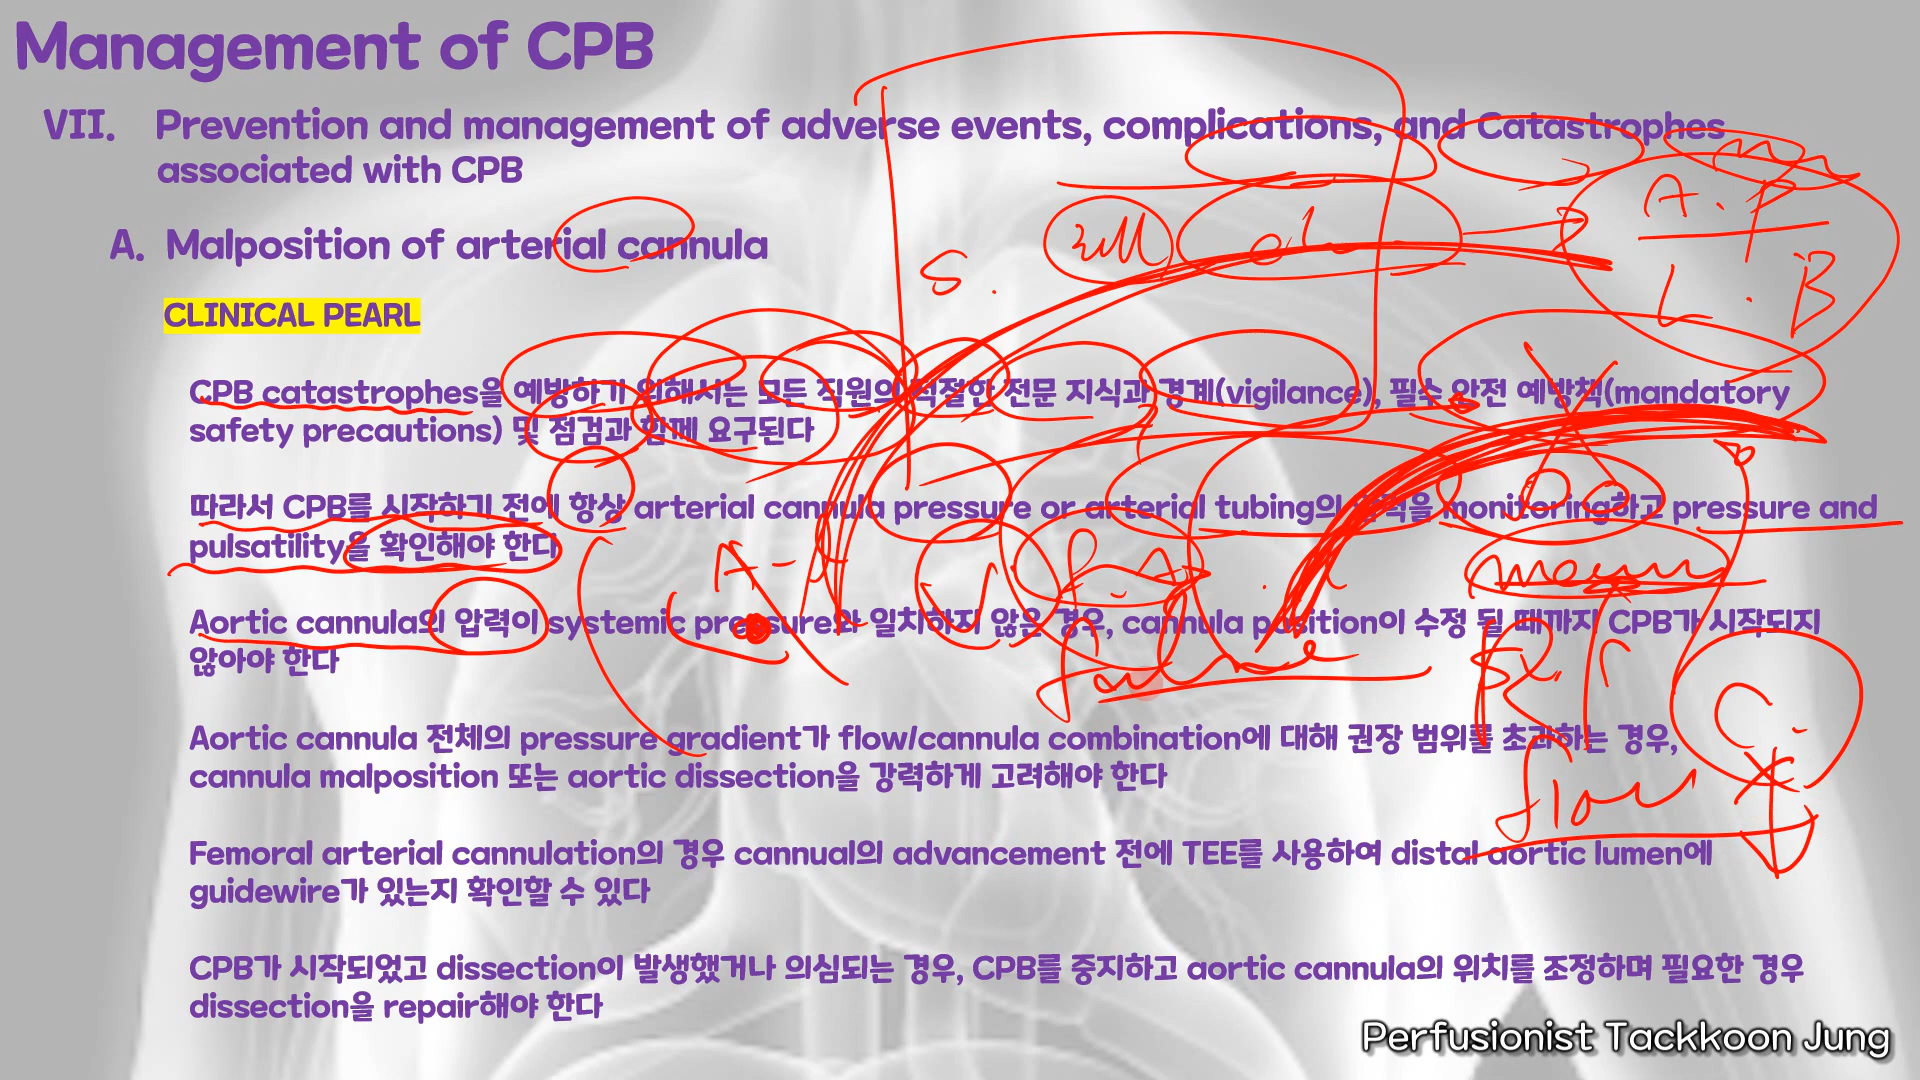 Management of CPB
VII. Prevention and management of adverse events, complications, and Catastrophes
associated with CPB
A. Malposition of arterial cannula
CLINICAL PEARL
CPB catastrophes을 예방하기 위해서는 모든 직원의 적절한 전문 지식과 경계(vigilance), 필수 안전 예방책(mandatory
safety precautions) 및 점검과 함께 요구된다
따라서 CPB를 시작하기 전에 항상 arterial cannula pressure or arterial tubing의 압력을 monitoring하고 pressure and
pulsatility을 확인해야 한다
Aortic cannula의 압력이 systemic pressure와 일치하지 않은 경우, cannula position이 수정 될 때까지 CPB가 시작되지
않아야 한다
Aortic cannula 전체의 pressure gradient가 flow/cannula combination에 대해 권장 범위를 초과하는 경우,
cannula malposition 또는 aortic dissection을 강력하게 고려해야 한다
Femoral arterial cannulation의 경우 cannual의 advancement 전에 TEE를 사용하여 distal aortic lumen에
guidewire가 있는지 확인할 수 있다
CPB가 시작되었고 dissection이 발생했거나 의심되는 경우, CPB를 중지하고 aortic cannula의 위치를 조정하며 필요한 경우
dissection을 repair해야 한다
Perfusionist Tackkoon Jung
A.P
L.B
S.
flow